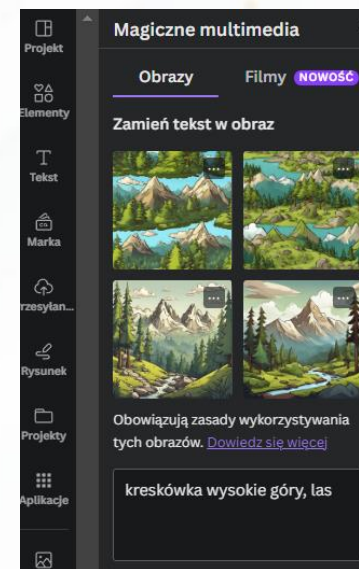 Projekt
Elementy
Tekst
Marka
rzesyłan...
Rysunek
Projekty
Aplikacje
Magiczne multimedia
Obrazy Filmy NOWOŚĆ
Zamień tekst w obraz
Obowiązują zasady wykorzystywania
tych obrazów. Dowiedz się więcej
kreskówka wysokie góry, las